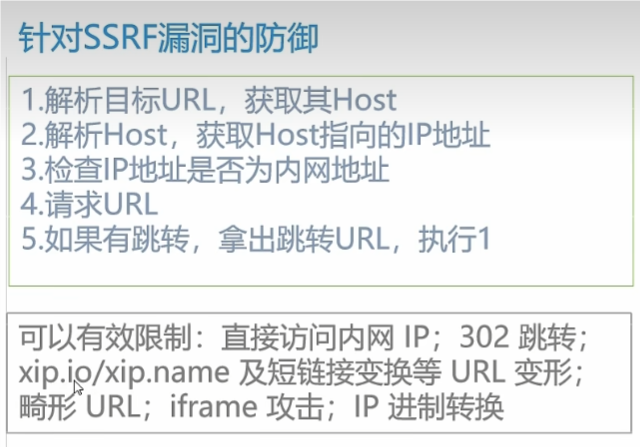 针对SSRF漏洞的防御
1.解析目标URL，获取其Host
2.解析Host，获取Host指向的IP地址
3.检查IP地址是否为内网地址
4.请求URL
5.如果有跳转，拿出跳转URL，执行1
可以有效限制：直接访问内网 IP；302 跳转；
xip.io/xip.name 及短链接变换等 URL 变形；
畸形 URL；iframe 攻击；IP 进制转换